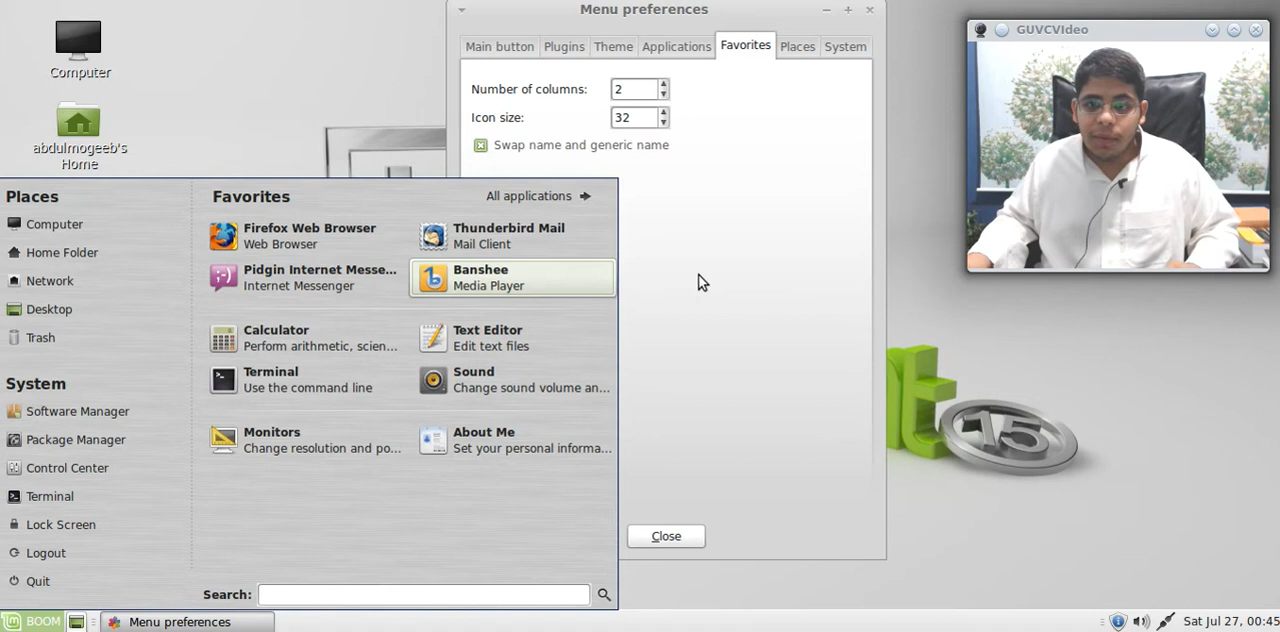 Computer
abdulmogeeb's
Home
Menu preferences
Main button
Plugins
Theme
Applications
Favorites
Places
System
Number of columns: 2
Icon size: 32
Swap name and generic name
Close
GUVCVIdeo
Places
Computer
Home Folder
Network
Desktop
Trash
System
Software Manager
Package Manager
Control Center
Terminal
Lock Screen
Logout
Quit
Favorites
All applications
Firefox Web Browser
Web Browser
Thunderbird Mail
Mail Client
Pidgin Internet Messe...
Internet Messenger
Banshee
Media Player
Calculator
Perform arithmetic, scien...
Text Editor
Edit text files
Terminal
Use the command line
Sound
Change sound volume an...
Monitors
Change resolution and po...
About Me
Set your personal informa...
Search:
t
15
BOOM
Menu preferences
Sat Jul 27, 00:45